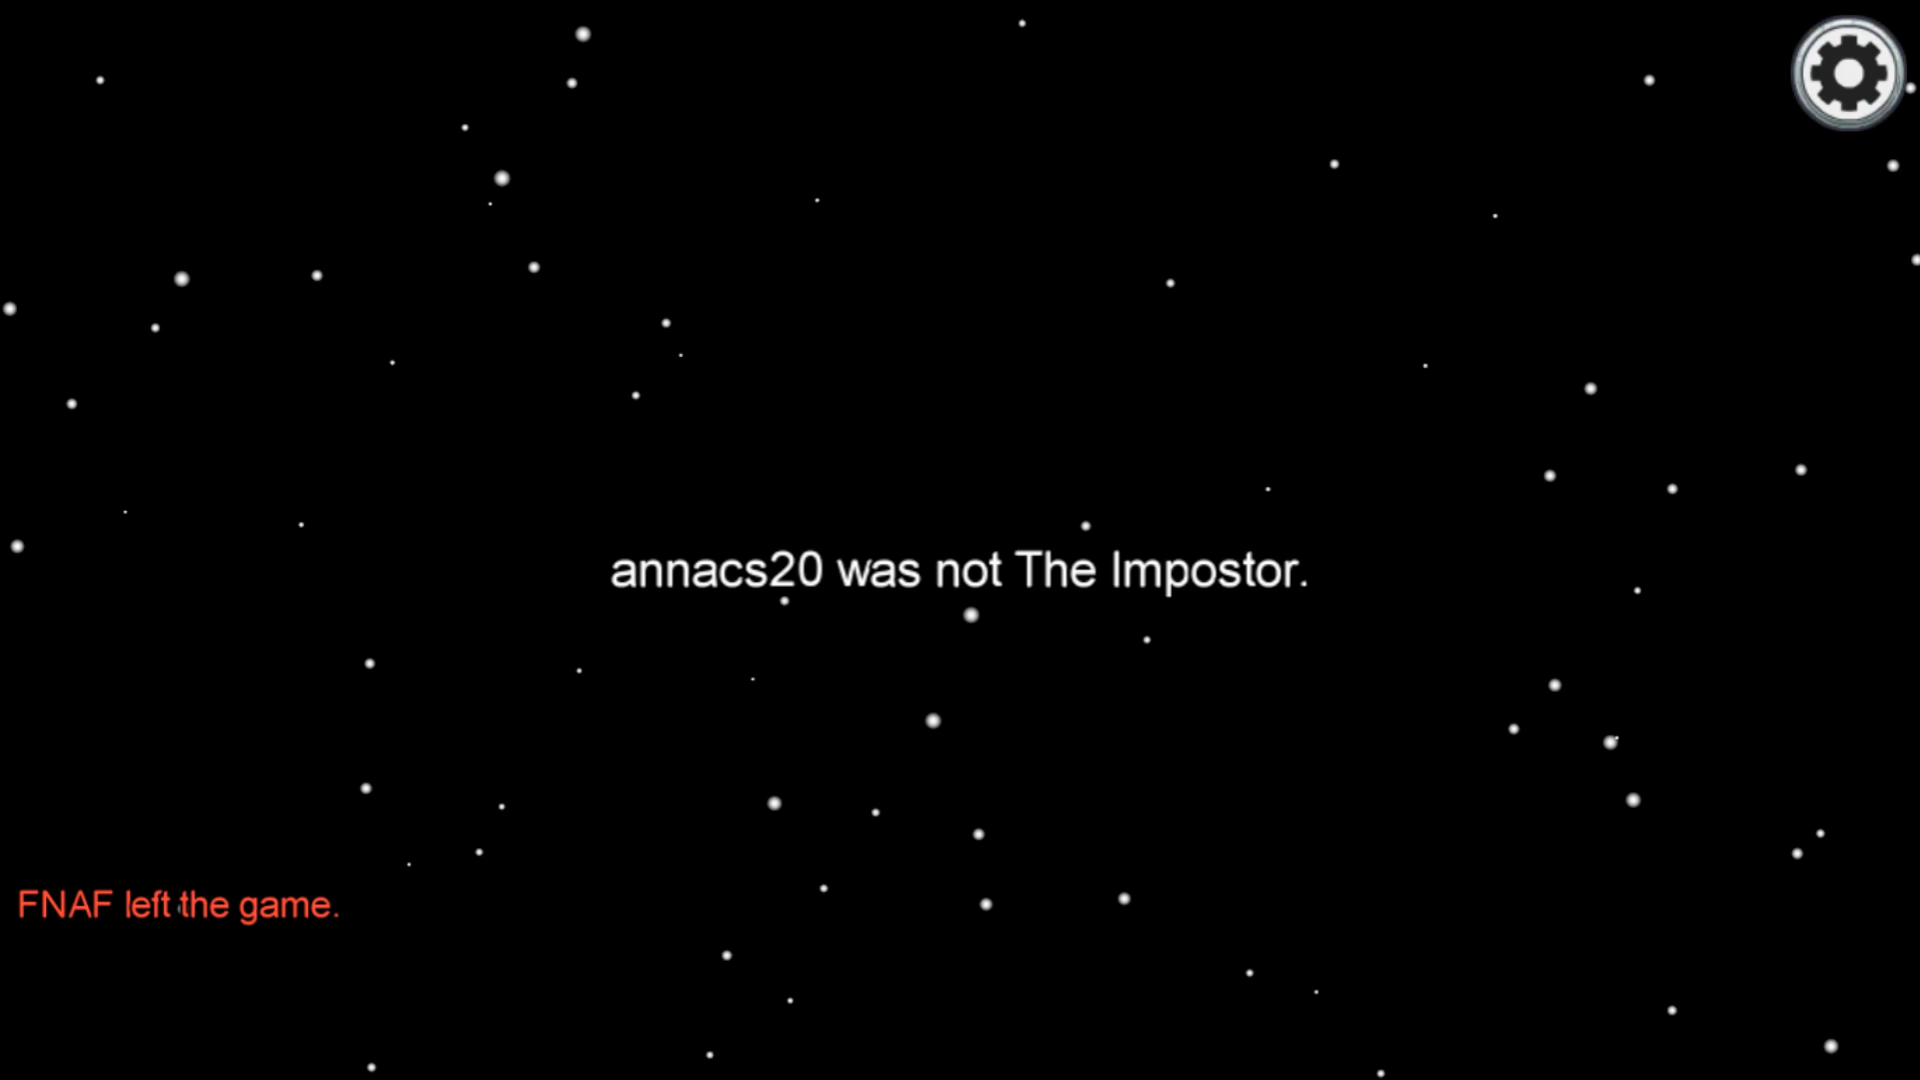 annacs20 was not The Impostor.
FNAF left the game.